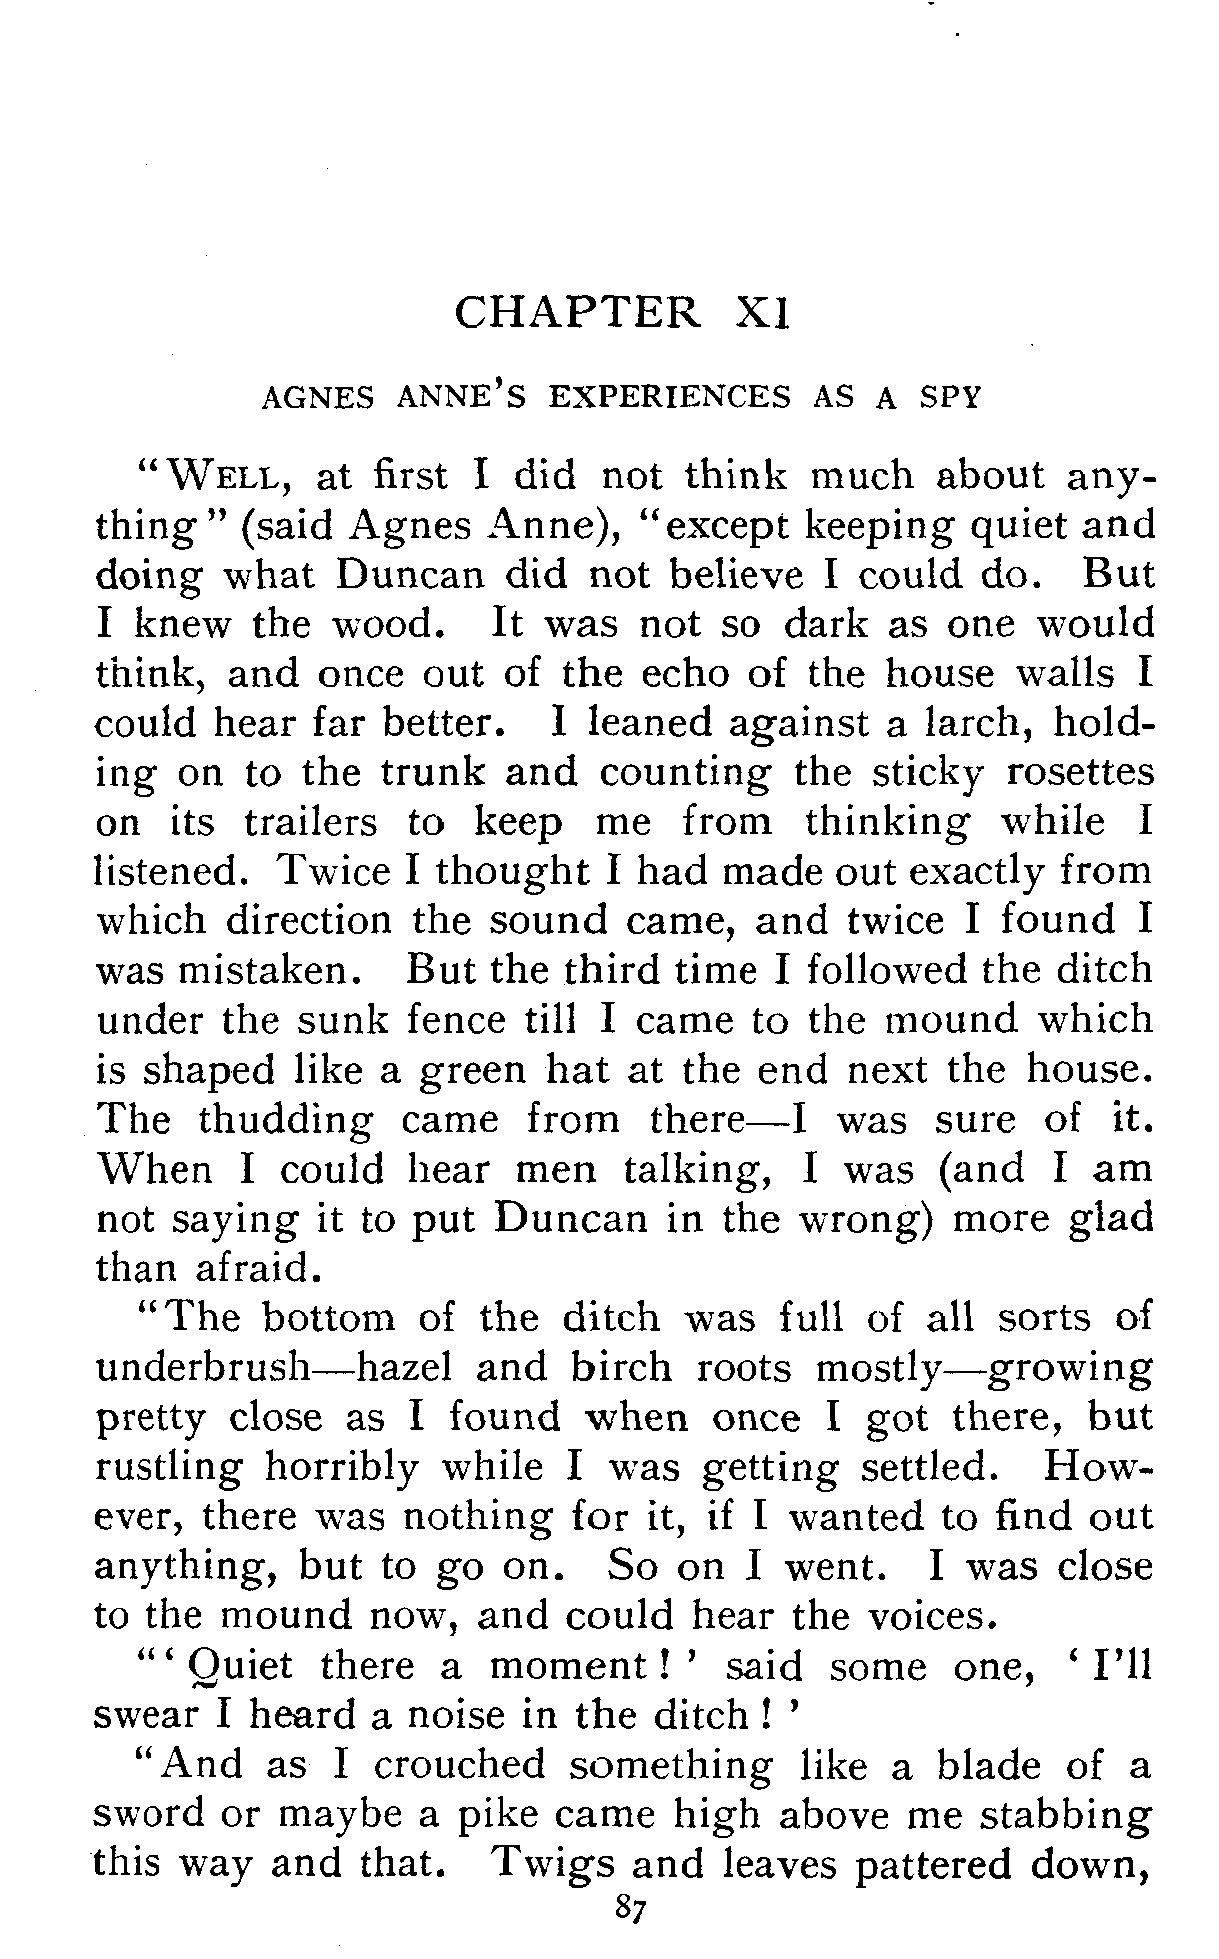 CHAPTER XI
AGNES ANNE'S EXPERIENCES AS A SPY
"WELL, at first I did not think much about any-
thing" (said Agnes Anne), "except keeping quiet and
doing what Duncan did not believe I could do. But
I knew the wood. It was not so dark as one would
think, and once out of the echo of the house walls I
could hear far better. I leaned against a larch, hold-
ing on to the trunk and counting the sticky rosettes
on its trailers to keep me from thinking while I
listened. Twice I thought I had made out exactly from
which direction the sound came, and twice I found I
was mistaken. But the third time I followed the ditch
under the sunk fence till I came to the mound which
is shaped like a green hat at the end next the house.
The thudding came from there—I was sure of it.
When I could hear men talking, I was (and I am
not saying it to put Duncan in the wrong) more glad
than afraid.
"The bottom of the ditch was full of all sorts of
underbrush—hazel and birch roots mostly—growing
pretty close as I found when once I got there, but
rustling horribly while I was getting settled. How-
ever, there was nothing for it, if I wanted to find out
anything, but to go on. So on I went. I was close
to the mound now, and could hear the voices.
"'Quiet there a moment!' said some one, 'I'll
swear I heard a noise in the ditch!'
"And as I crouched something like a blade of a
sword or maybe a pike came high above me stabbing
this way and that. Twigs and leaves pattered down,
87